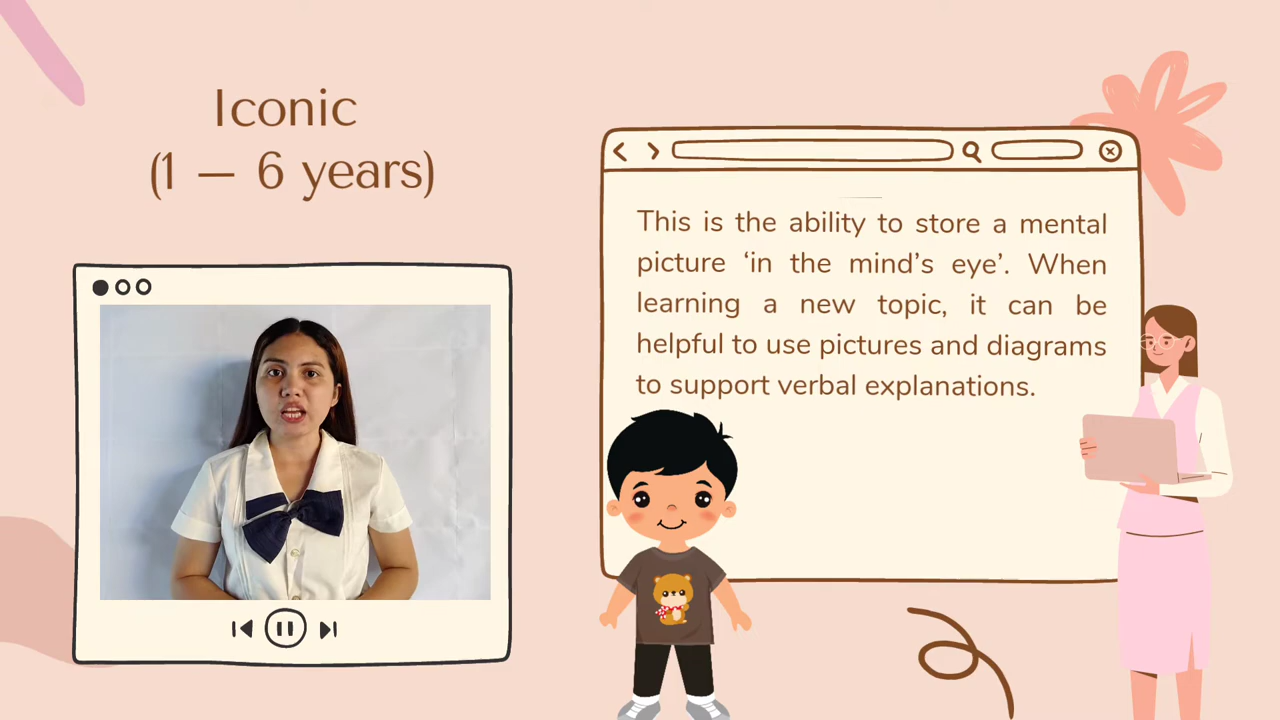 Iconic
(1 – 6 years)
This is the ability to store a mental
picture ‘in the mind’s eye’. When
learning a new topic, it can be
helpful to use pictures and diagrams
to support verbal explanations.